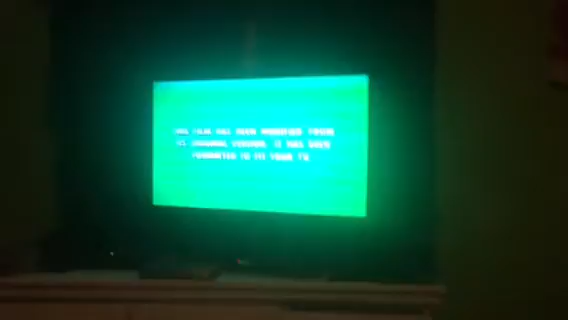 THIS FILM HAS BEEN MODIFIED FROM
ITS ORIGINAL VERSION. IT HAS BEEN
FORMATTED TO FIT YOUR TV.